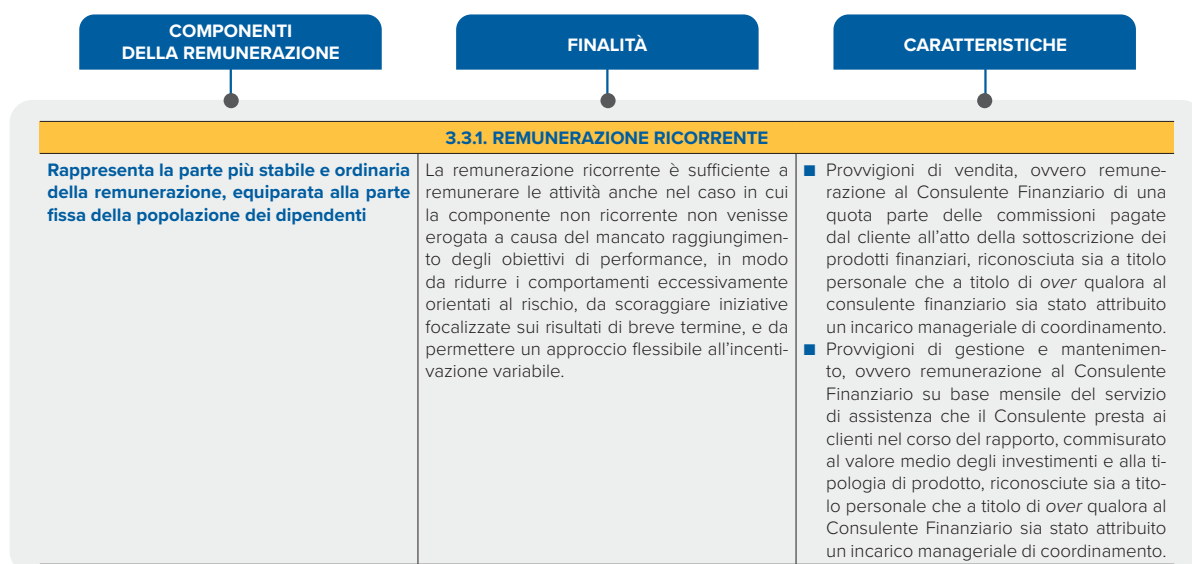 COMPONENTI
DELLA REMUNERAZIONE
FINALITÀ
CARATTERISTICHE
3.3.1. REMUNERAZIONE RICORRENTE
Rappresenta la parte più stabile e ordinaria
della remunerazione, equiparata alla parte
fissa della popolazione dei dipendenti
La remunerazione ricorrente è sufficiente a
remunerare le attività anche nel caso in cui
la componente non ricorrente non venisse
erogata a causa del mancato raggiungimen-
to degli obiettivi di performance, in modo
da ridurre i comportamenti eccessivamente
orientati al rischio, da scoraggiare iniziative
focalizzate sui risultati di breve termine, e da
permettere un approccio flessibile all'incenti-
vazione variabile.
■ Provvigioni di vendita, ovvero remune-
razione al Consulente Finanziario di una
quota parte delle commissioni pagate
dal cliente all'atto della sottoscrizione dei
prodotti finanziari, riconosciuta sia a titolo
personale che a titolo di over qualora al
consulente finanziario sia stato attribuito
un incarico manageriale di coordinamento.
■ Provvigioni di gestione e mantenimen-
to, ovvero remunerazione al Consulente
Finanziario su base mensile del servizio
di assistenza che il Consulente presta ai
clienti nel corso del rapporto, commisurato
al valore medio degli investimenti e alla ti-
pologia di prodotto, riconosciute sia a tito-
lo personale che a titolo di over qualora al
Consulente Finanziario sia stato attribuito
un incarico manageriale di coordinamento.